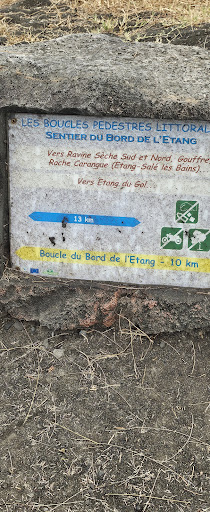 LES BOUCLES PEDESTRES LITTORAL
SENTIER DU BORD DE L'ETANG
Vers Ravine Sèche Sud et Nord, Gouffre,
Roche Carangue (Etang-Salé les Bains).
Vers Etang du Gol.
13 km
Boucle du Bord de l'Etang - 10 km